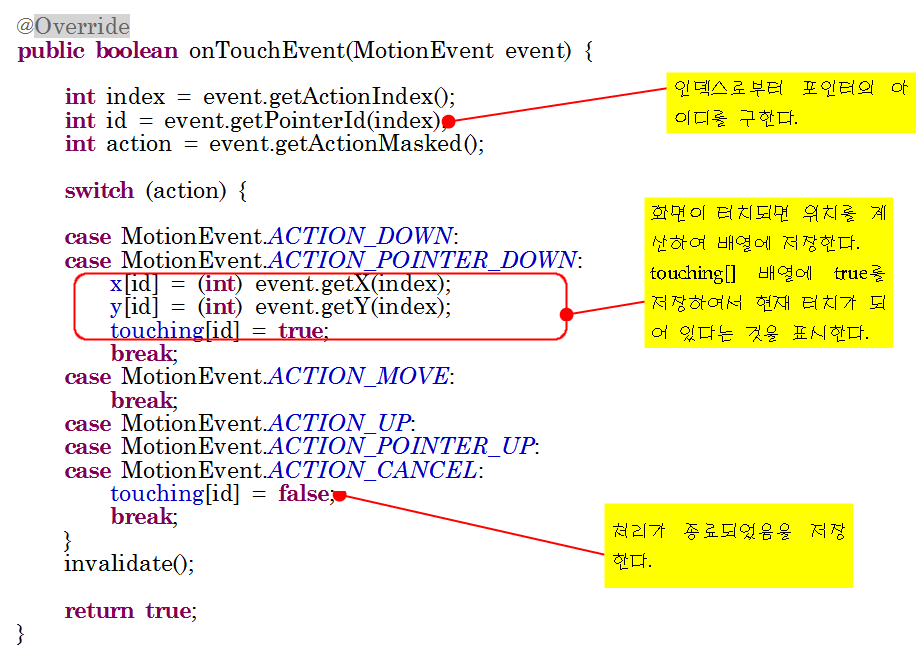 @Override
public boolean onTouchEvent(MotionEvent event) {
int index = event.getActionIndex();
int id = event.getPointerId(index);
int action = event.getActionMasked();
switch (action) {
case MotionEvent.ACTION_DOWN:
case MotionEvent.ACTION_POINTER_DOWN:
x[id] = (int) event.getX(index);
y[id] = (int) event.getY(index);
touching[id] = true;
break;
case MotionEvent.ACTION_MOVE:
break;
case MotionEvent.ACTION_UP:
case MotionEvent.ACTION_POINTER_UP:
case MotionEvent.ACTION_CANCEL:
touching[id] = false;
break;
}
invalidate();
return true;
}
인덱스로부터 포인터의 아
이디를 구한다.
화면이 터치되면 위치를 계
산하여 배열에 저장한다.
touching[] 배열에 true를
저장하여서 현재 터치가 되
어 있다는 것을 표시한다.
처리가 종료되었음을 저장
한다.